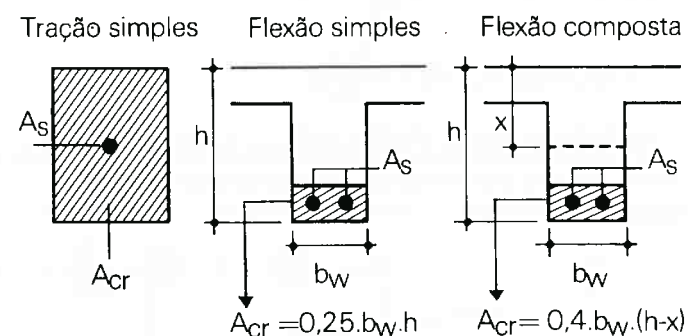 Tração simples
Flexão simples
Flexão composta
As
Acr
h
As
bw
Acr =0,25.bw.h
h
x
As
bw
Acr= 0,4.bw.(h-x)